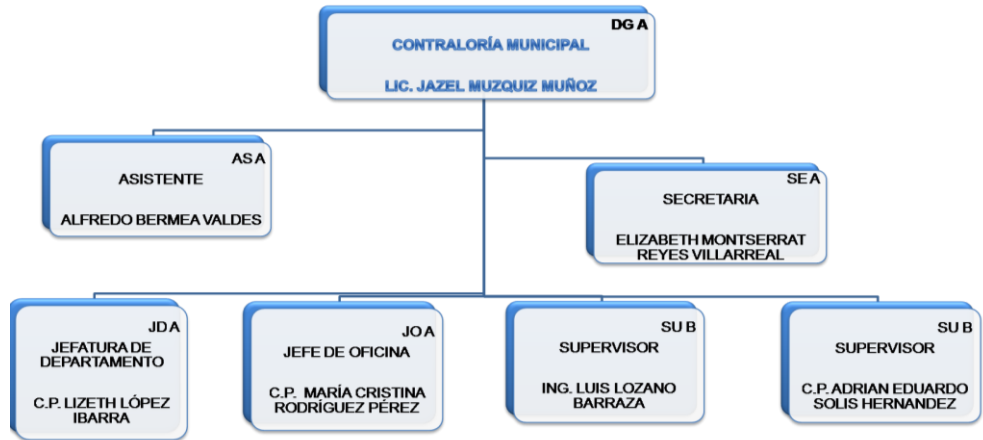 DG A
CONTRALORÍA MUNICIPAL
LIC. JAZEL MUZQUIZ MUÑOZ
AS A
ASISTENTE
ALFREDO BERMEA VALDES
SE A
SECRETARIA
ELIZABETH MONTSERRAT
REYES VILLARREAL
JD A
JEFATURA DE
DEPARTAMENTO
C.P. LIZETH LÓPEZ
IBARRA
JO A
JEFE DE OFICINA
C.P. MARÍA CRISTINA
RODRÍGUEZ PÉREZ
SU B
SUPERVISOR
ING. LUIS LOZANO
BARRAZA
SU B
SUPERVISOR
C.P. ADRIAN EDUARDO
SOLIS HERNANDEZ